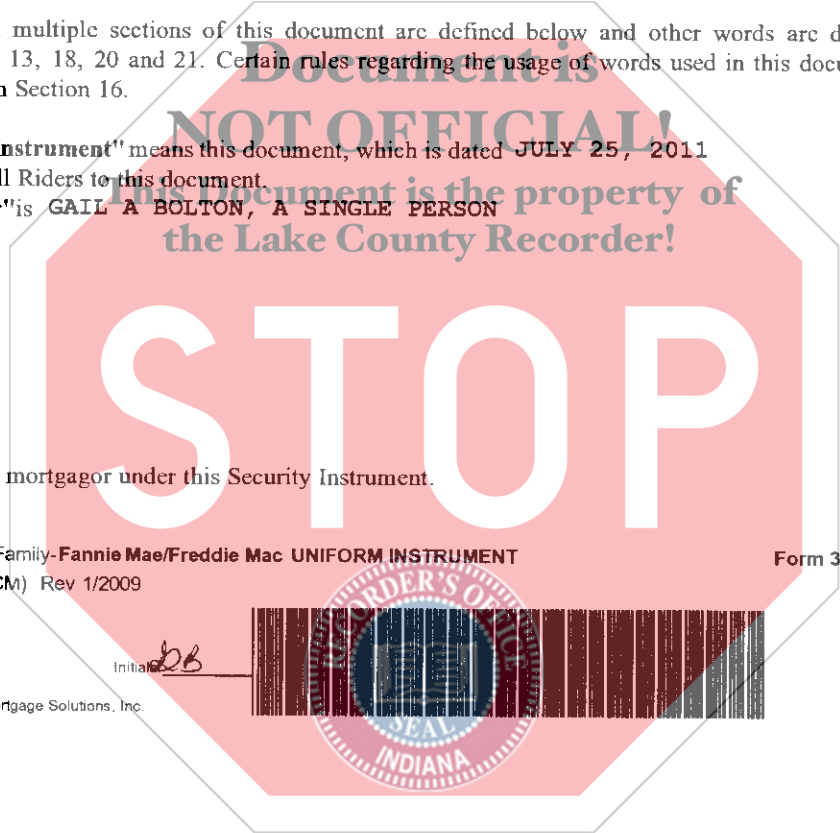 multiple sections of this document are defined below and other words are d
13, 18, 20 and 21. Certain rules regarding the usage of words used in this docu
n Section 16.
Document is
NOT OFFICIAL!
This Document is the property of
the Lake County Recorder!
nstrument" means this document, which is dated JULY 25, 2011
ll Riders to this document.
" is GAIL A BOLTON, A SINGLE PERSON
STOP
mortgagor under this Security Instrument.
Family-Fannie Mae/Freddie Mac UNIFORM INSTRUMENT Form 3
CM) Rev 1/2009
RECORDER'S OFFICE
SEAL
INDIANA
Initials
rtgage Solutions, Inc.